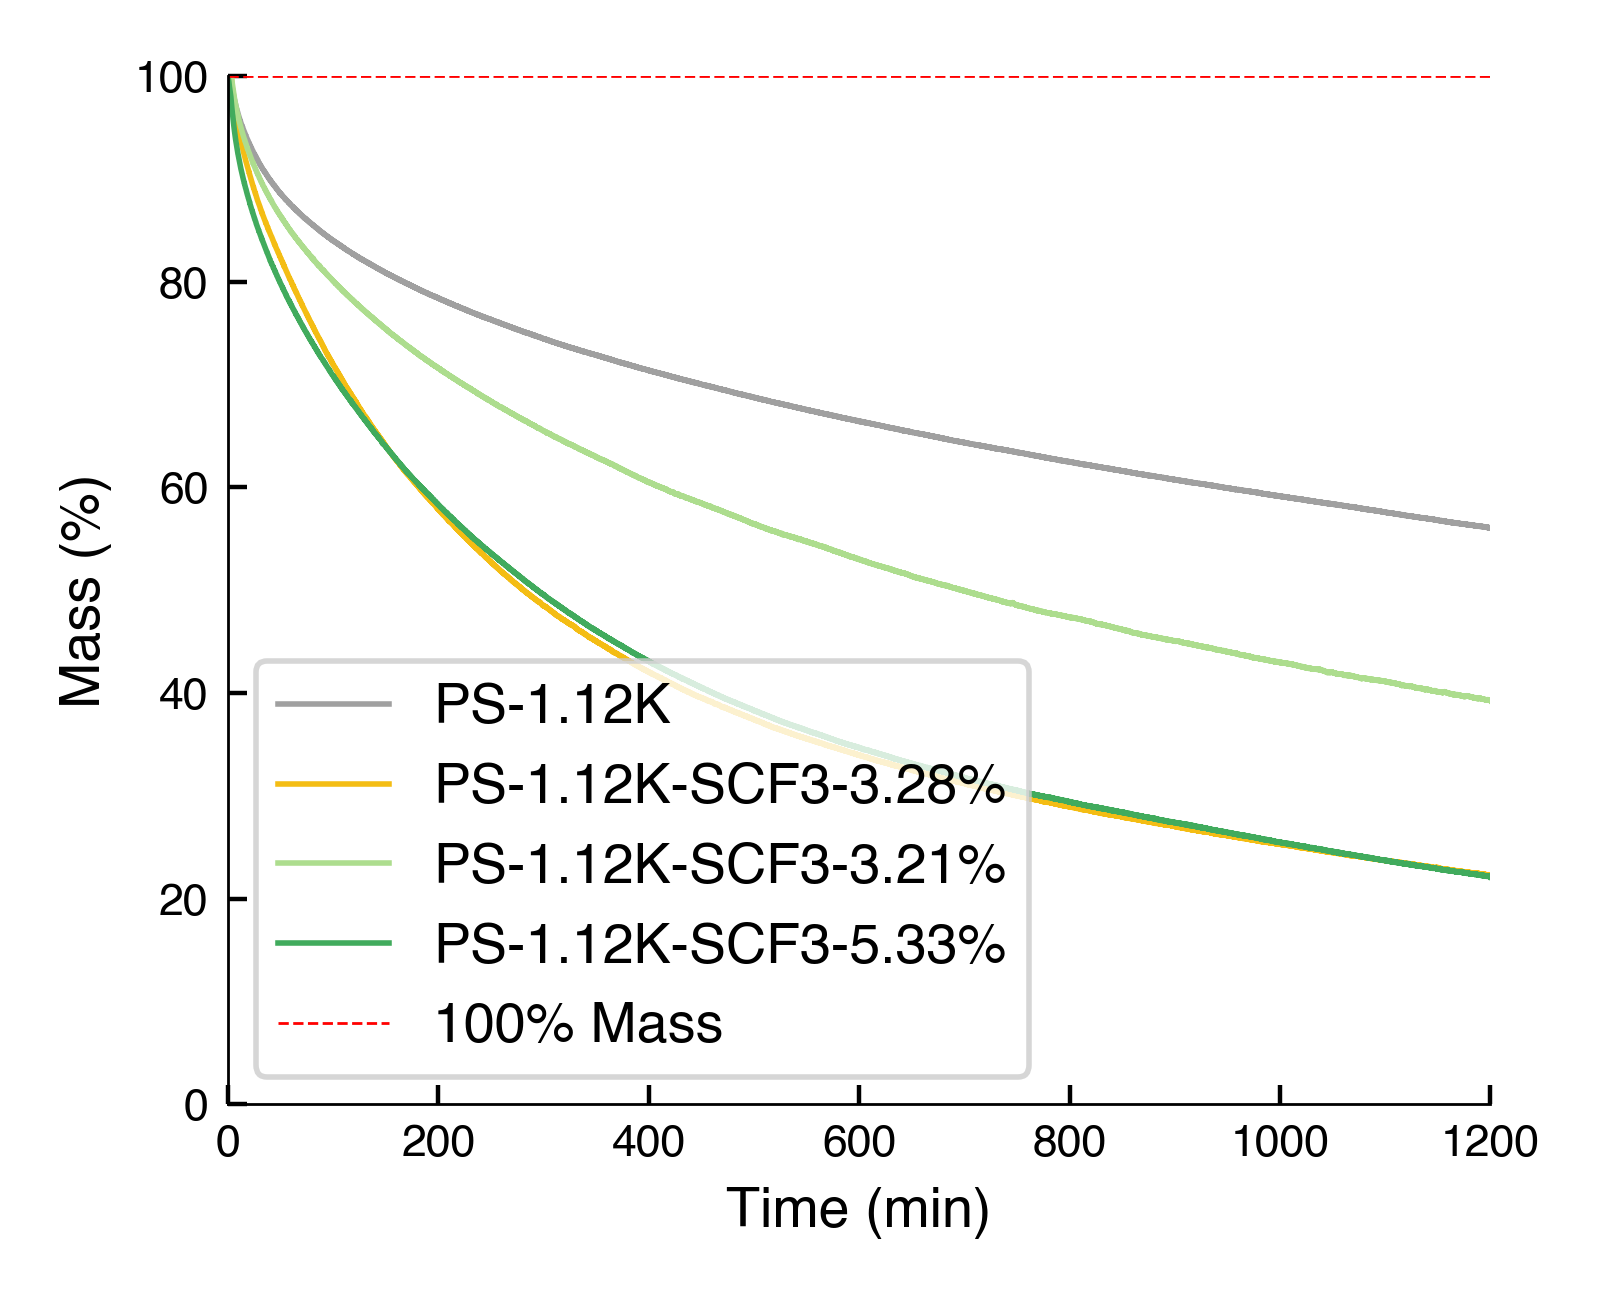 100
80
60
40
20
0
Mass (%)
PS-1.12K
PS-1.12K-SCF3-3.28%
PS-1.12K-SCF3-3.21%
PS-1.12K-SCF3-5.33%
100% Mass
0 200 400 600 800 1000 1200
Time (min)